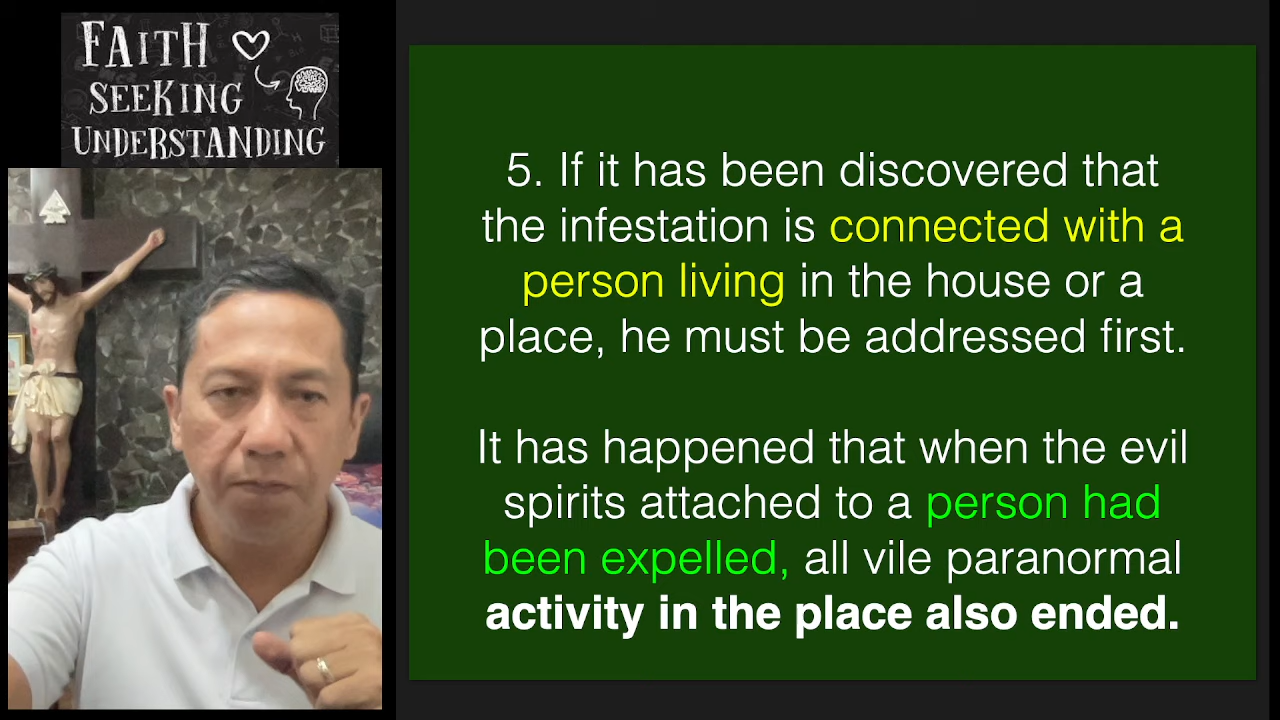 FAITH
SEEKING
UNDERSTANDING
5. If it has been discovered that
the infestation is connected with a
person living in the house or a
place, he must be addressed first.
It has happened that when the evil
spirits attached to a person had
been expelled, all vile paranormal
activity in the place also ended.